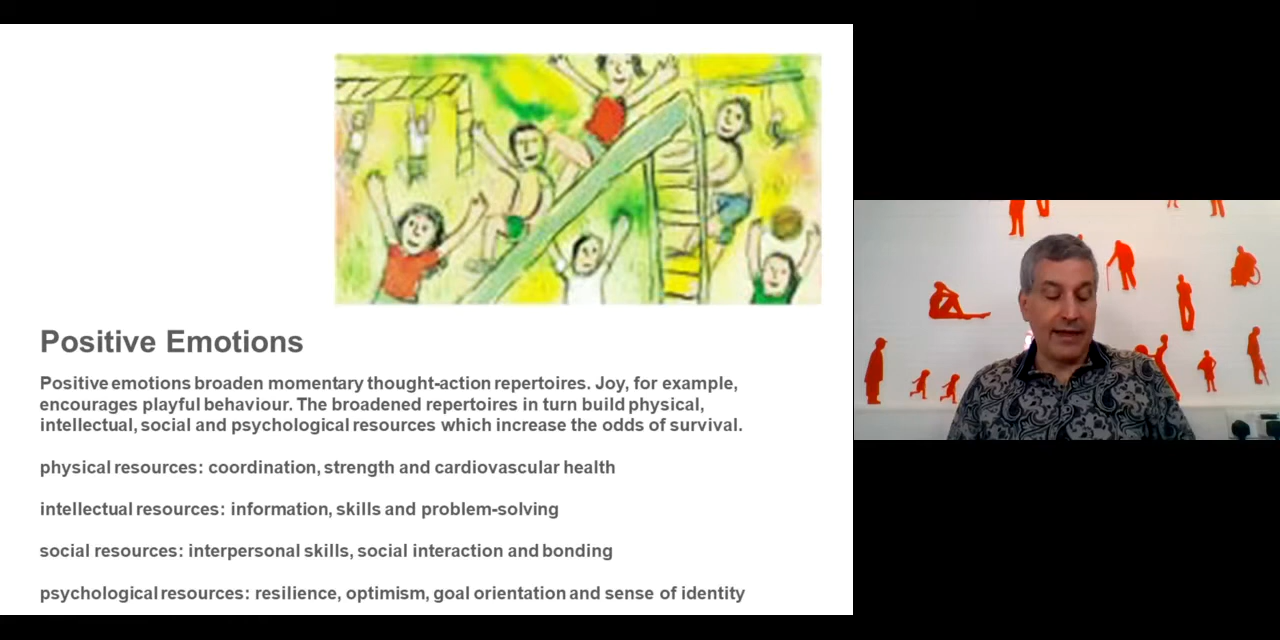 Positive Emotions
Positive emotions broaden momentary thought-action repertoires. Joy, for example,
encourages playful behaviour. The broadened repertoires in turn build physical,
intellectual, social and psychological resources which increase the odds of survival.
physical resources: coordination, strength and cardiovascular health
intellectual resources: information, skills and problem-solving
social resources: interpersonal skills, social interaction and bonding
psychological resources: resilience, optimism, goal orientation and sense of identity